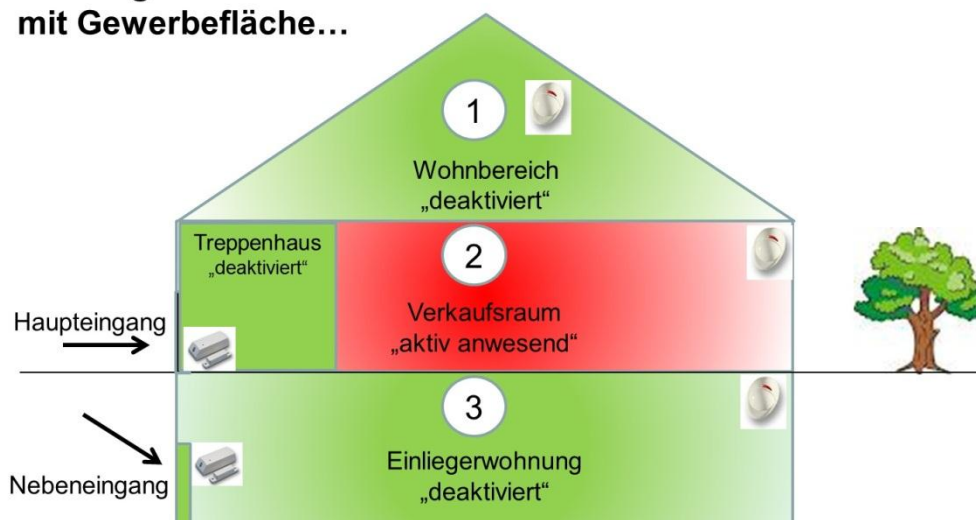 mit Gewerbefläche…
1
Wohnbereich
„deaktiviert“
Treppenhaus
„deaktiviert“
2
Verkaufsraum
„aktiv anwesend“
Haupteingang
3
Einliegerwohnung
„deaktiviert“
Nebeneingang